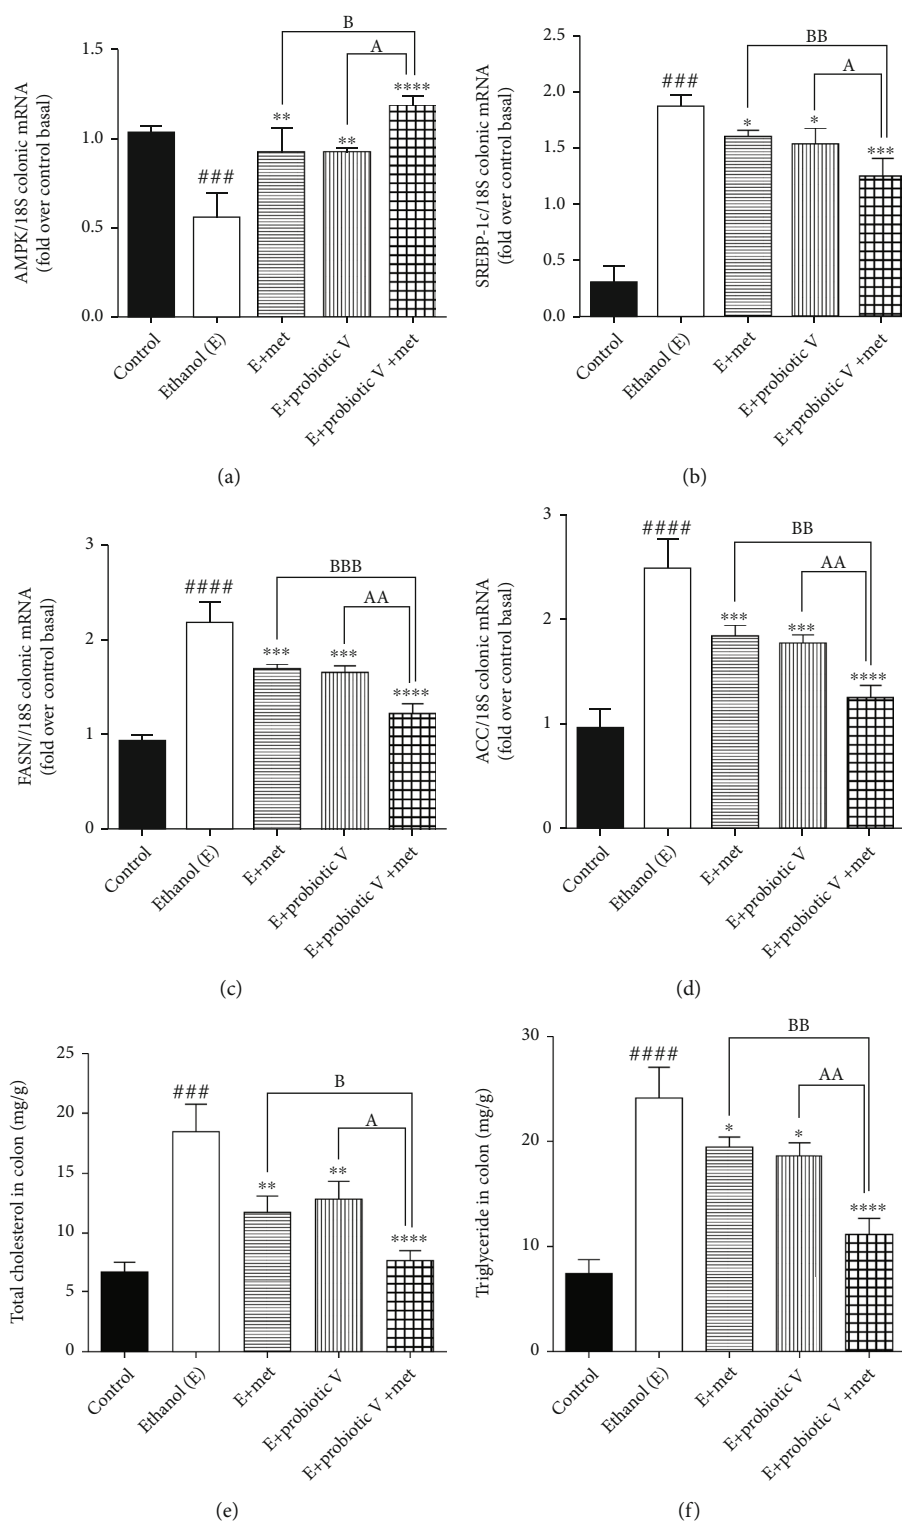 AMPK/18S colonic mRNA
(fold over control basal)
1.5
1.0
0.5
0.0
###
**
**
****
A
B
Control
Ethanol (E)
E+met
E+probiotic V
E+probiotic V +met
(a)
SREBP-1c/18S colonic mRNA
(fold over control basal)
2.5
2.0
1.5
1.0
0.5
0.0
###
*
*
***
A
BB
Control
Ethanol (E)
E+met
E+probiotic V
E+probiotic V +met
(b)
FASN//18S colonic mRNA
(fold over control basal)
3
2
1
0
####
***
***
****
AA
BBB
Control
Ethanol (E)
E+met
E+probiotic V
E+probiotic V +met
(c)
ACC/18S colonic mRNA
(fold over control basal)
3
2
1
0
####
***
***
****
AA
BB
Control
Ethanol (E)
E+met
E+probiotic V
E+probiotic V +met
(d)
Total cholesterol in colon (mg/g)
25
20
15
10
5
0
###
**
**
****
A
B
Control
Ethanol (E)
E+met
E+probiotic V
E+probiotic V +met
(e)
Triglyceride in colon (mg/g)
30
20
10
0
####
*
*
****
AA
BB
Control
Ethanol (E)
E+met
E+probiotic V
E+probiotic V +met
(f)